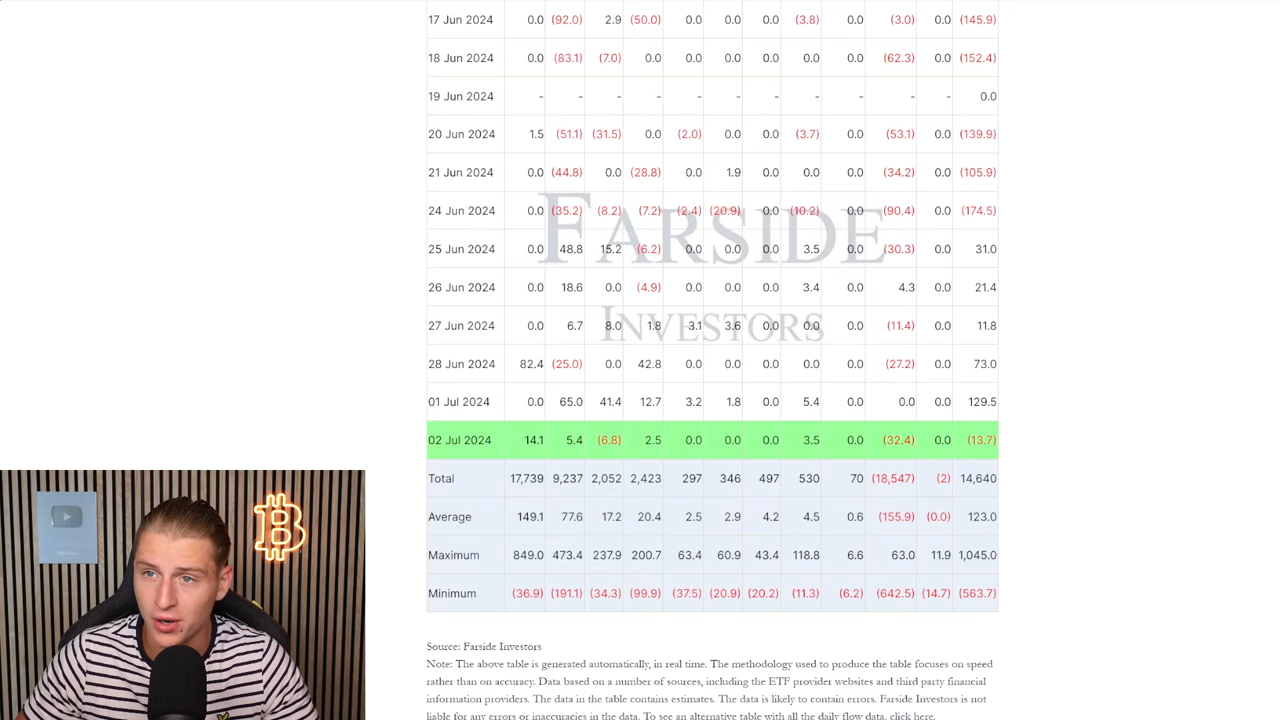 17 Jun 2024 0.0 (92.0) 2.9 (50.0) 0.0 0.0 0.0 (3.8) 0.0 (3.0) 0.0 (145.9)
18 Jun 2024 0.0 (83.1) (7.0) 0.0 0.0 0.0 0.0 0.0 0.0 (62.3) 0.0 (152.4)
19 Jun 2024 - - - - - - - - - - - 0.0
20 Jun 2024 1.5 (51.1) (31.5) 0.0 (2.0) 0.0 0.0 (3.7) 0.0 (53.1) 0.0 (139.9)
21 Jun 2024 0.0 (44.8) 0.0 (28.8) 0.0 1.9 0.0 0.0 0.0 (34.2) 0.0 (105.9)
24 Jun 2024 0.0 (35.2) (8.2) (7.2) (2.4) (20.9) 0.0 (10.2) 0.0 (90.4) 0.0 (174.5)
FARSIDE
25 Jun 2024 0.0 48.8 15.2 (6.2) 0.0 0.0 0.0 3.5 0.0 (30.3) 0.0 31.0
26 Jun 2024 0.0 18.6 0.0 (4.9) 0.0 0.0 0.0 3.4 0.0 4.3 0.0 21.4
27 Jun 2024 0.0 6.7 8.0 1.8 3.1 3.6 0.0 0.0 0.0 (11.4) 0.0 11.8
INVESTORS
28 Jun 2024 82.4 (25.0) 0.0 42.8 0.0 0.0 0.0 0.0 0.0 (27.2) 0.0 73.0
01 Jul 2024 0.0 65.0 41.4 12.7 3.2 1.8 0.0 5.4 0.0 0.0 0.0 129.5
02 Jul 2024 14.1 5.4 (6.8) 2.5 0.0 0.0 0.0 3.5 0.0 (32.4) 0.0 (13.7)
Total 17,739 9,237 2,052 2,423 297 346 497 530 70 (18,547) (2) 14,640
Average 149.1 77.6 17.2 20.4 2.5 2.9 4.2 4.5 0.6 (155.9) (0.0) 123.0
Maximum 849.0 473.4 237.9 200.7 63.4 60.9 43.4 118.8 6.6 63.0 11.9 1,045.0
Minimum (36.9) (191.1) (34.3) (99.9) (37.5) (20.9) (20.2) (11.3) (6.2) (642.5) (14.7) (563.7)
Source: Farside Investors
Note: The above table is generated automatically, in real time. The methodology used to produce the table focuses on speed
rather than on accuracy. Data based on a number of sources, including the ETF provider websites and third party financial
information providers. The data in the table contains estimates. The data is likely to contain errors. Farside Investors is not
liable for any errors or inaccuracies in the data. To see an alternative table with all the daily flow data, click here.